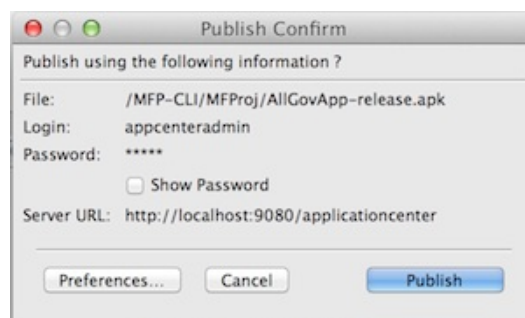 Publish Confirm
Publish using the following information ?
File: /MFP-CLI/MFProj/AllGovApp-release.apk
Login: appcenteradmin
Password: *****
Show Password
Server URL: http://localhost:9080/applicationcenter
Preferences... Cancel Publish